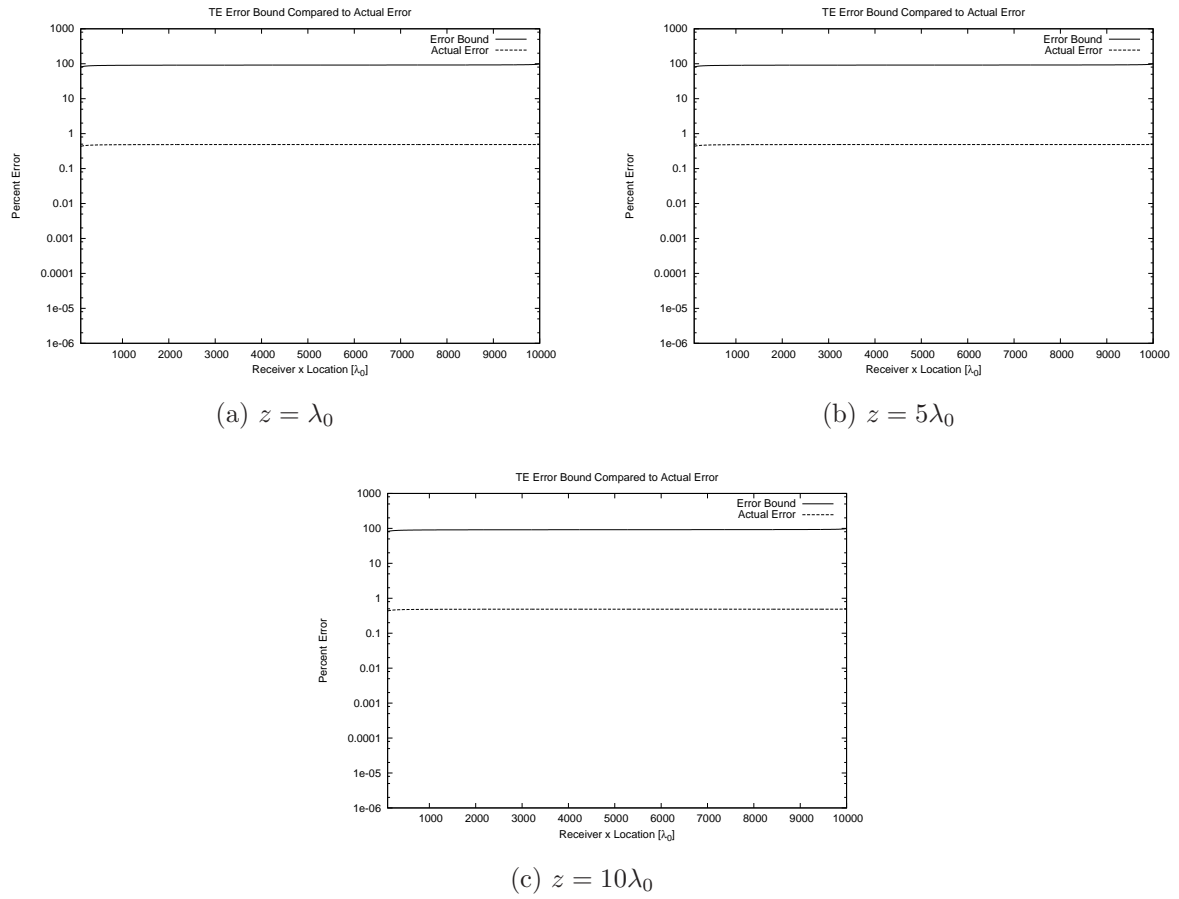 TE Error Bound Compared to Actual Error
1000
100
10
1
0.1
0.01
0.001
0.0001
1e-05
1e-06
Percent Error
Error Bound
Actual Error
1000 2000 3000 4000 5000 6000 7000 8000 9000 10000
Receiver x Location [λ₀]
(a) z = λ₀
TE Error Bound Compared to Actual Error
1000
100
10
1
0.1
0.01
0.001
0.0001
1e-05
1e-06
Percent Error
Error Bound
Actual Error
1000 2000 3000 4000 5000 6000 7000 8000 9000 10000
Receiver x Location [λ₀]
(b) z = 5λ₀
TE Error Bound Compared to Actual Error
1000
100
10
1
0.1
0.01
0.001
0.0001
1e-05
1e-06
Percent Error
Error Bound
Actual Error
1000 2000 3000 4000 5000 6000 7000 8000 9000 10000
Receiver x Location [λ₀]
(c) z = 10λ₀